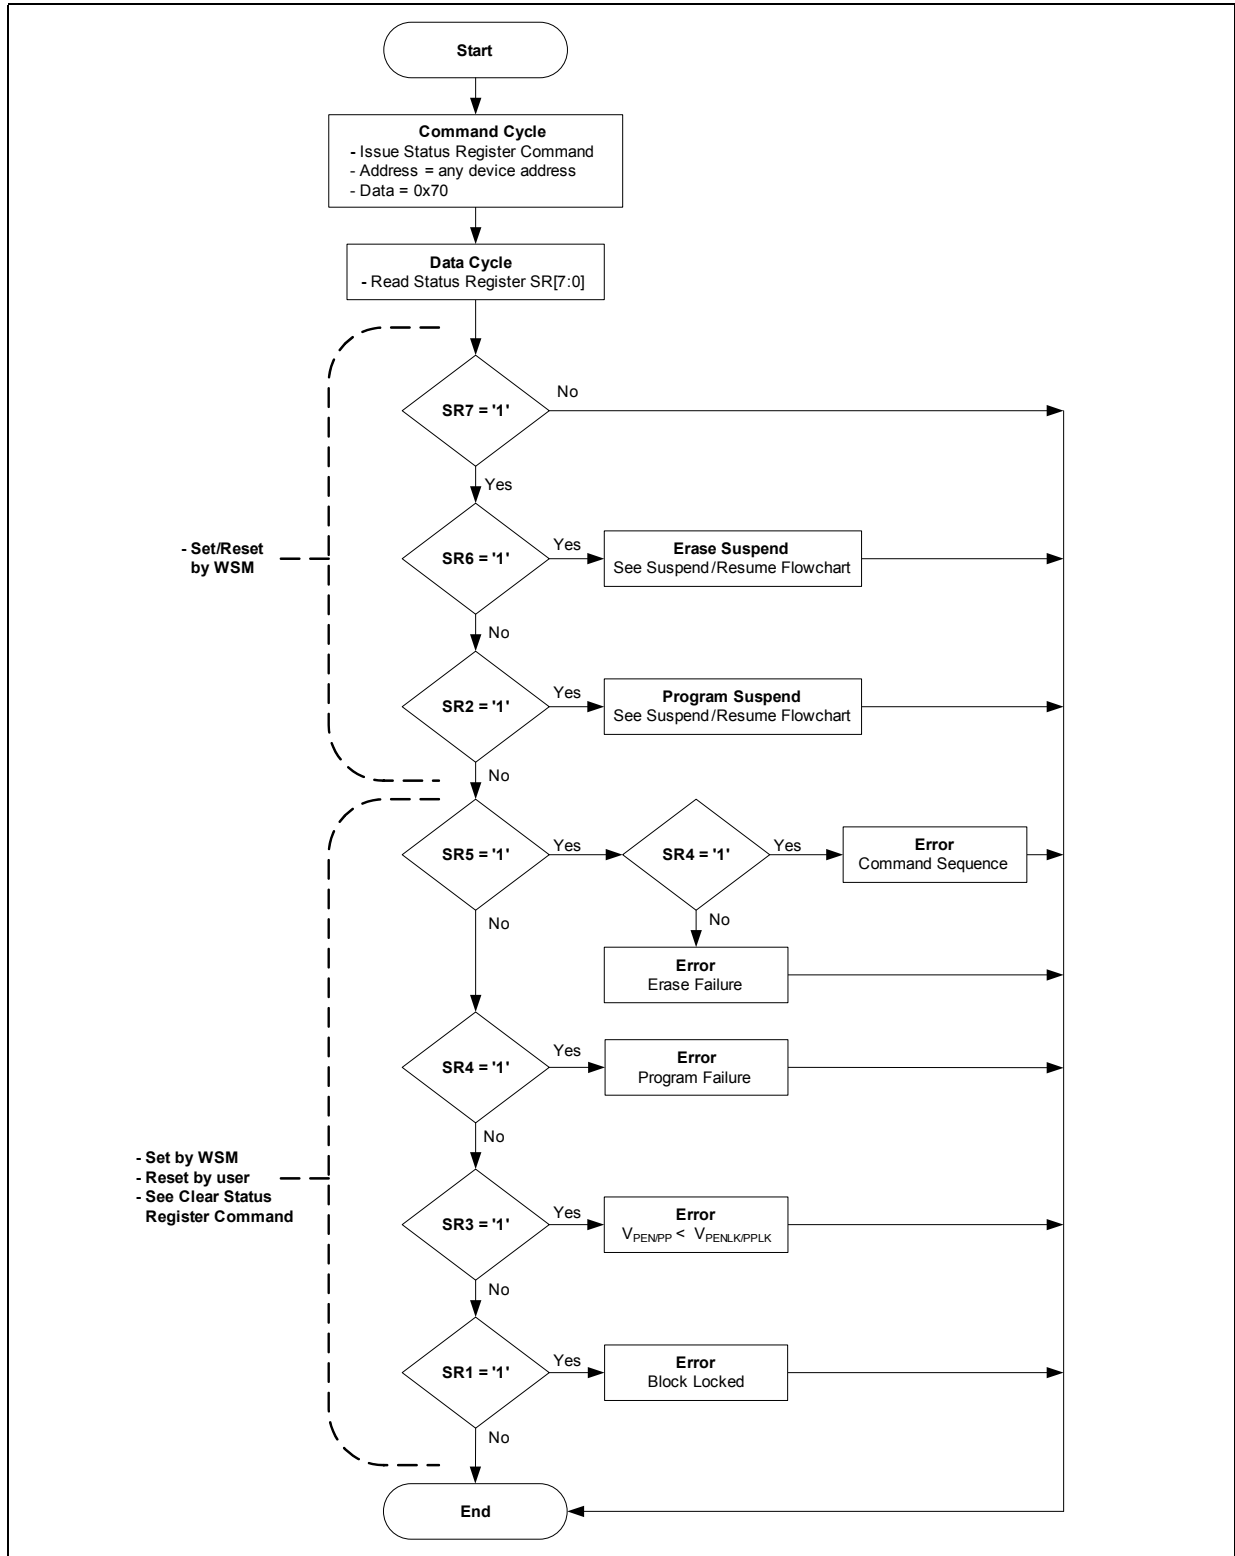 Start
Command Cycle
- Issue Status Register Command
- Address = any device address
- Data = 0x70
Data Cycle
- Read Status Register SR[7:0]
SR7 = '1'
No
Yes
- Set/Reset
by WSM
SR6 = '1'
Yes
Erase Suspend
See Suspend/Resume Flowchart
No
SR2 = '1'
Yes
Program Suspend
See Suspend/Resume Flowchart
No
SR5 = '1'
Yes
SR4 = '1'
Yes
Error
Command Sequence
No
No
Error
Erase Failure
SR4 = '1'
Yes
Error
Program Failure
No
- Set by WSM
- Reset by user
- See Clear Status
Register Command
SR3 = '1'
Yes
Error
VPEN/PP < VPENLK/PPLK
No
SR1 = '1'
Yes
Error
Block Locked
No
End